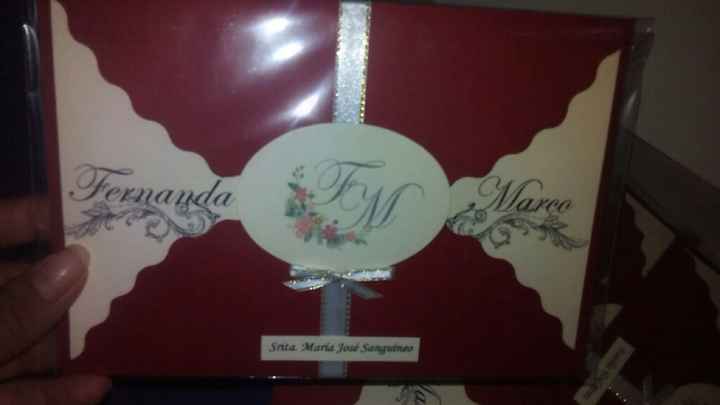 Fernanda
FM
Marco
Srita. María José Sanguineo